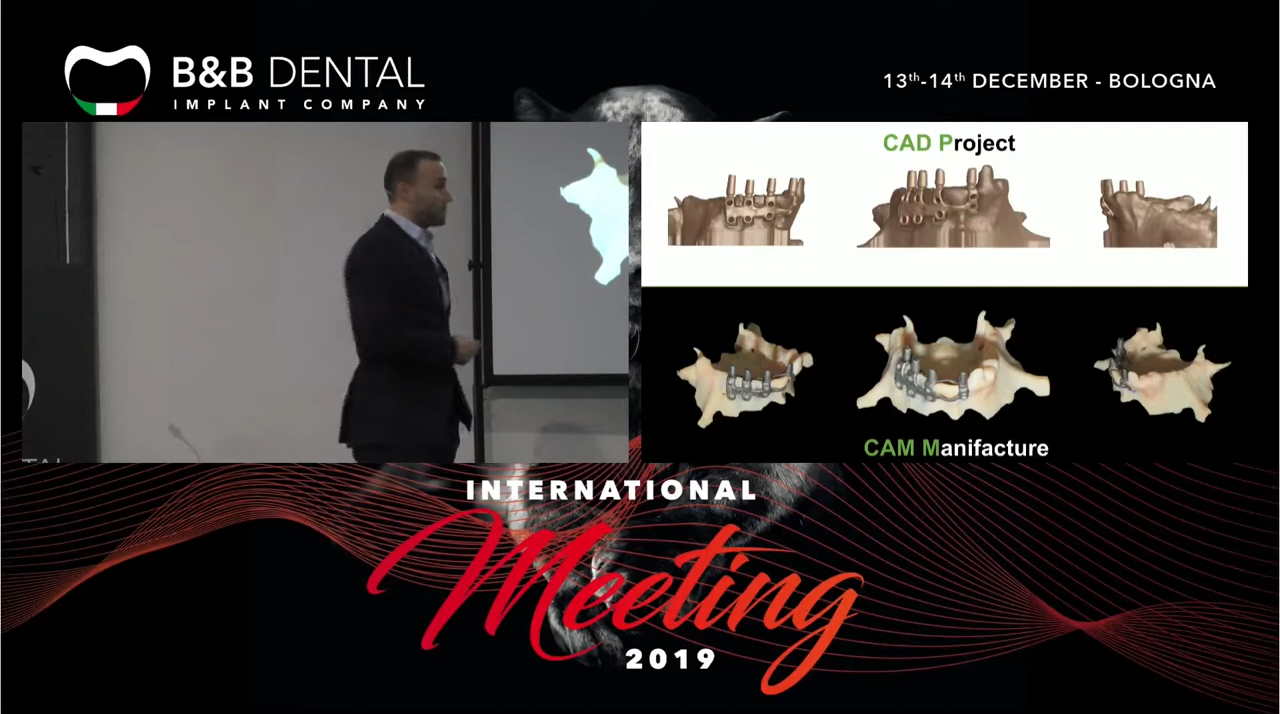 B&B DENTAL
IMPLANT COMPANY
13th-14th DECEMBER - BOLOGNA
CAD Project
CAM Manifacture
INTERNATIONAL
Meeting
2019